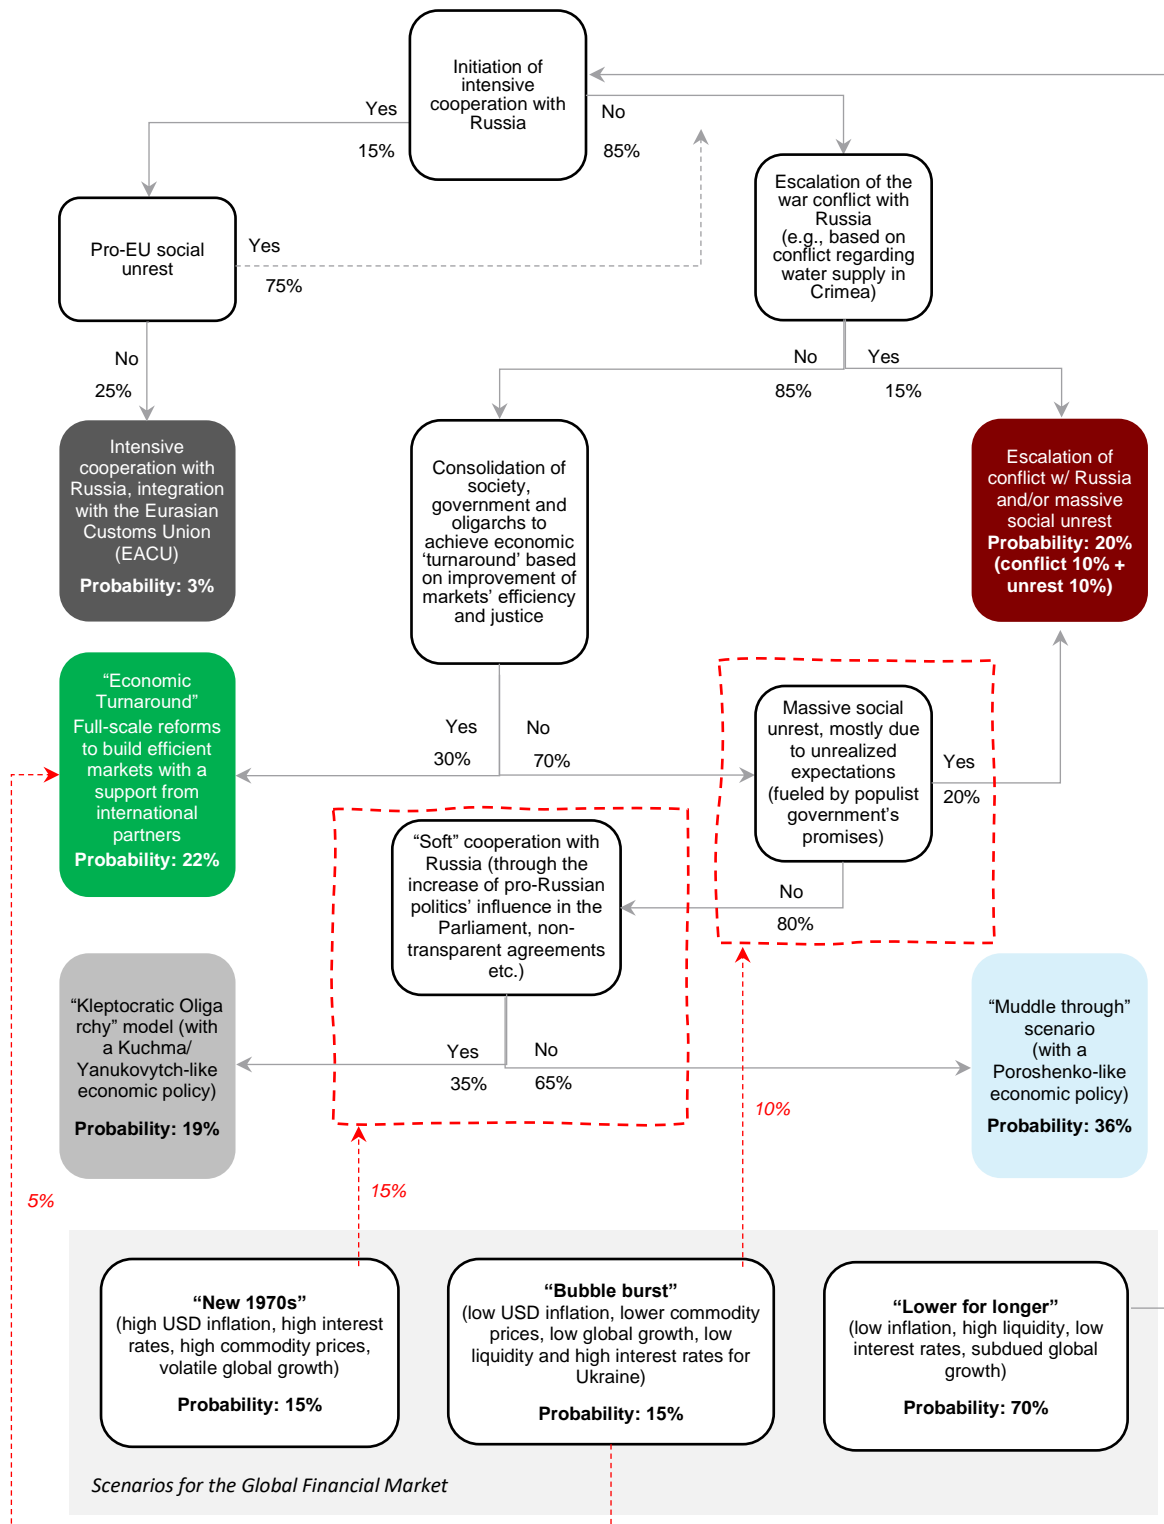 Initiation of
intensive
cooperation with
Russia
Yes
15%
No
85%
Pro-EU social
unrest
Yes
75%
Escalation of the
war conflict with
Russia
(e.g., based on
conflict regarding
water supply in
Crimea)
No
25%
No
85%
Yes
15%
Intensive
cooperation with
Russia, integration
with the Eurasian
Customs Union
(EACU)
Probability: 3%
Consolidation of
society,
government and
oligarchs to
achieve economic
‘turnaround’ based
on improvement of
markets’ efficiency
and justice
Escalation of
conflict w/ Russia
and/or massive
social unrest
Probability: 20%
(conflict 10% +
unrest 10%)
“Economic
Turnaround”
Full-scale reforms
to build efficient
markets with a
support from
international
partners
Probability: 22%
Yes
30%
No
70%
Massive social
unrest, mostly due
to unrealized
expectations
(fueled by populist
government’s
promises)
Yes
20%
No
80%
“Soft” cooperation with
Russia (through the
increase of pro-Russian
politics’ influence in the
Parliament, non-
transparent agreements
etc.)
Yes
35%
No
65%
“Kleptocratic Oliga
rchy” model (with
a Kuchma/
Yanukovytch-like
economic policy)
Probability: 19%
“Muddle through”
scenario
(with a
Poroshenko-like
economic policy)
Probability: 36%
5%
15%
10%
“New 1970s”
(high USD inflation, high interest
rates, high commodity prices,
volatile global growth)
Probability: 15%
“Bubble burst”
(low USD inflation, lower commodity
prices, low global growth, low
liquidity and high interest rates for
Ukraine)
Probability: 15%
“Lower for longer”
(low inflation, high liquidity, low
interest rates, subdued global
growth)
Probability: 70%
Scenarios for the Global Financial Market